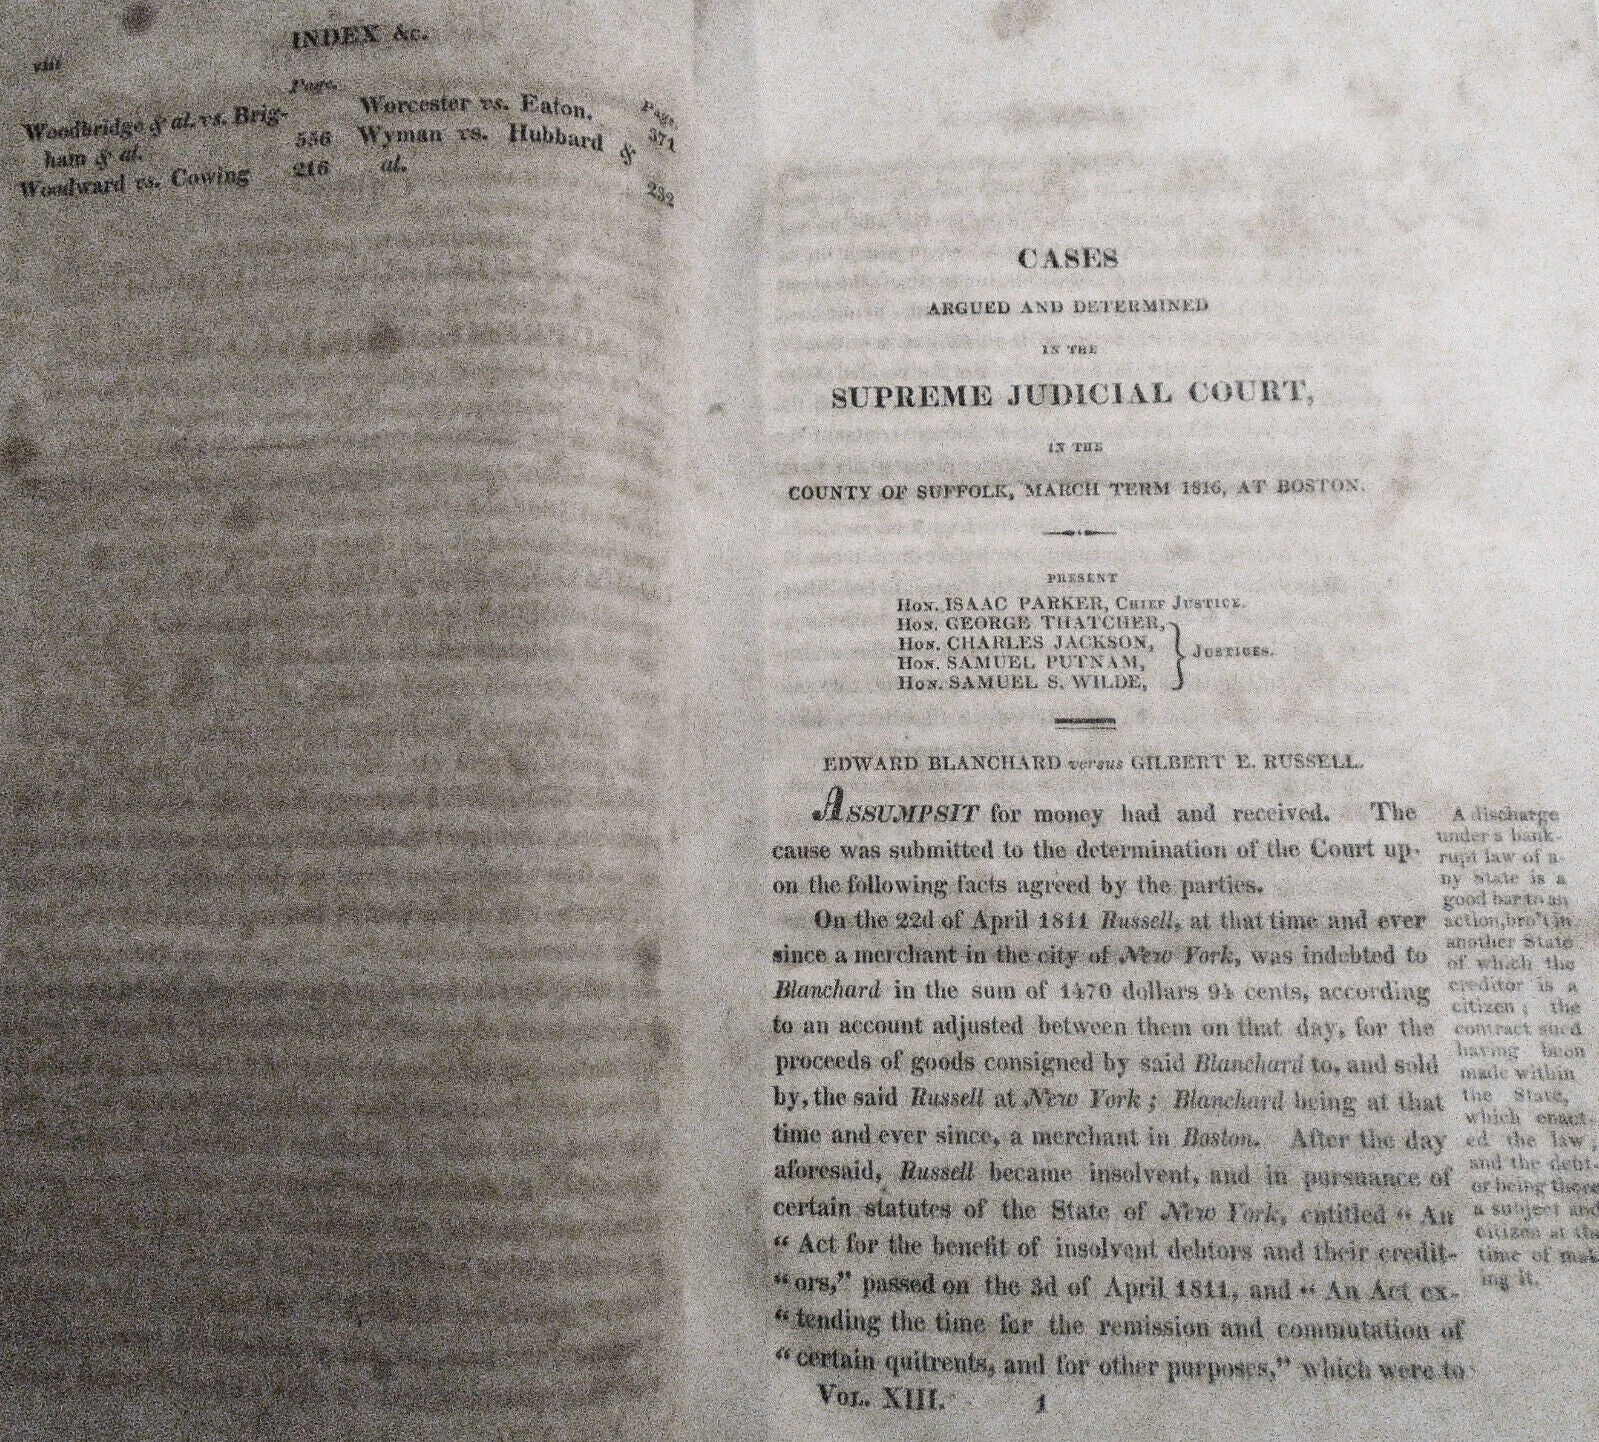 viii
INDEX &c.
Page.
Woodbridge & al. vs. Brig-
ham & al. 556
Woodward vs. Cowing 216
Page.
Worcester vs. Eaton. 371
Wyman vs. Hubbard &
al. 232
CASES
ARGUED AND DETERMINED
IN THE
SUPREME JUDICIAL COURT,
IN THE
COUNTY OF SUFFOLK, MARCH TERM 1816, AT BOSTON.
PRESENT
Hon. ISAAC PARKER, Chief Justice.
Hon. GEORGE THATCHER,
Hon. CHARLES JACKSON,
Hon. SAMUEL PUTNAM,
Hon. SAMUEL S. WILDE,
Justices.
EDWARD BLANCHARD versus GILBERT E. RUSSELL.
ASSUMPSIT for money had and received. The
cause was submitted to the determination of the Court up-
on the following facts agreed by the parties.
On the 22d of April 1811 Russell, at that time and ever
since a merchant in the city of New York, was indebted to
Blanchard in the sum of 1470 dollars 94 cents, according
to an account adjusted between them on that day, for the
proceeds of goods consigned by said Blanchard to, and sold
by, the said Russell at New York; Blanchard being at that
time and ever since, a merchant in Boston. After the day
aforesaid, Russell became insolvent, and in pursuance of
certain statutes of the State of New York, entitled “ An
“ Act for the benefit of insolvent debtors and their credit-
“ ors,” passed on the 3d of April 1811, and “ An Act ex-
“ tending the time for the remission and commutation of
“ certain quitrents, and for other purposes,” which were to
A discharge
under a bank-
rupt law of a-
ny state is a
good bar to an
action, bro't in
another State
of which the
creditor is a
citizen; the
contract sued
having been
made within
the State,
which enact-
ed the law,
and the debt-
or being there
a subject and
citizen at the
time of mak-
ing it.
Vol. XIII. 1